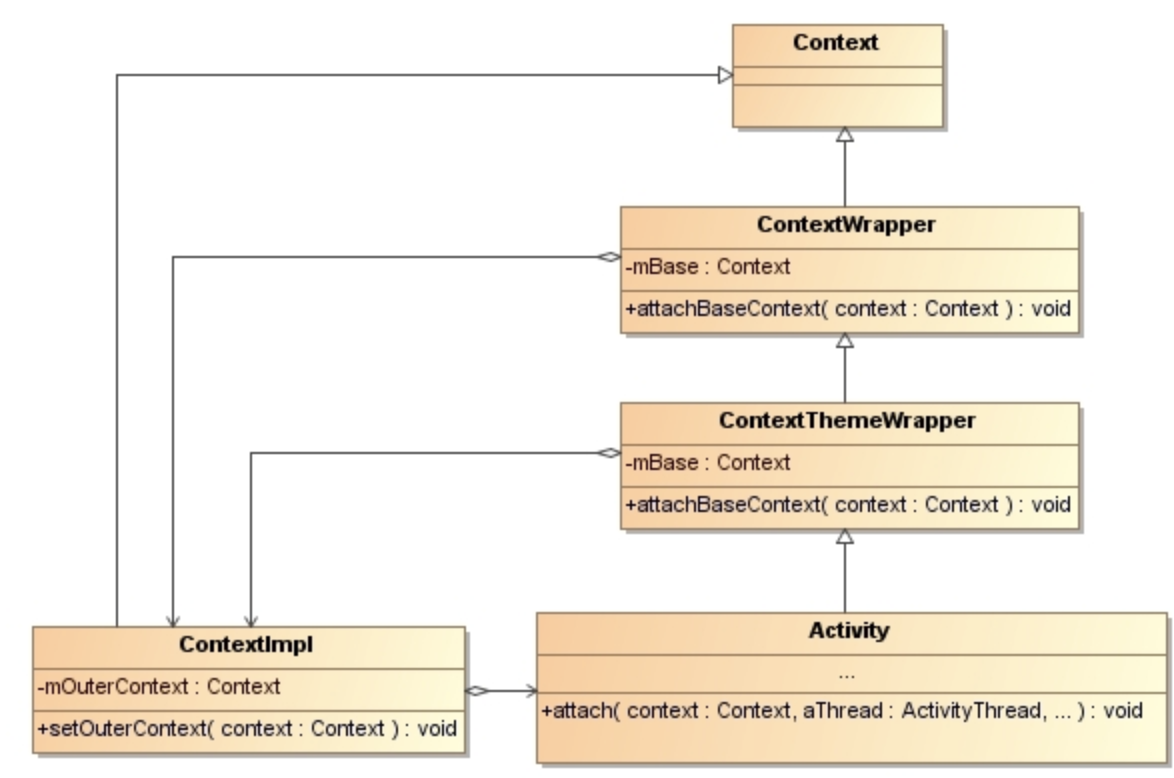 Context
ContextWrapper
-mBase : Context
+attachBaseContext( context : Context ) : void
ContextThemeWrapper
-mBase : Context
+attachBaseContext( context : Context ) : void
ContextImpl
-mOuterContext : Context
+setOuterContext( context : Context ) : void
Activity
...
+attach( context : Context, aThread : ActivityThread, ... ) : void